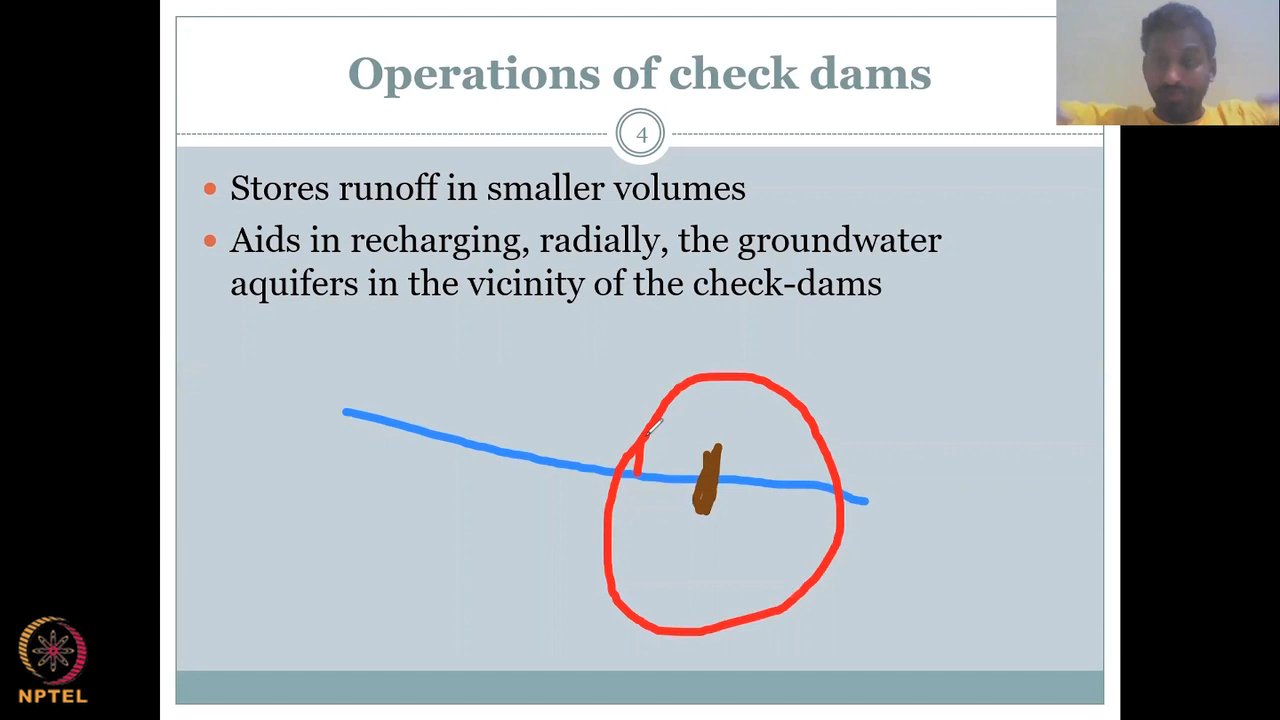 Operations of check dams
4
• Stores runoff in smaller volumes
• Aids in recharging, radially, the groundwater
aquifers in the vicinity of the check-dams
NPTEL